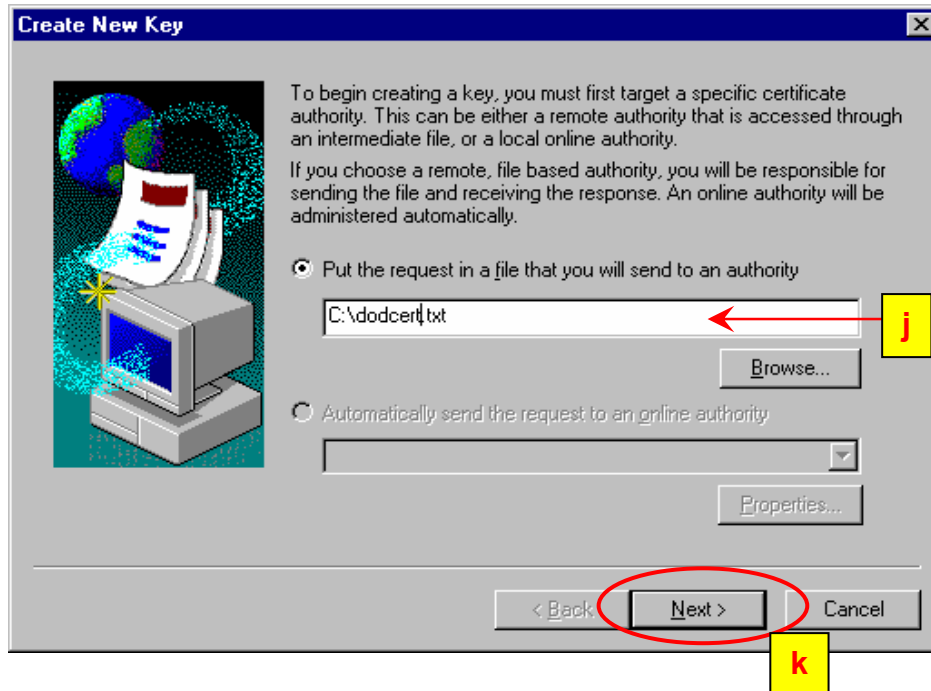 Create New Key
To begin creating a key, you must first target a specific certificate
authority. This can be either a remote authority that is accessed through
an intermediate file, or a local online authority.
If you choose a remote, file based authority, you will be responsible for
sending the file and receiving the response. An online authority will be
administered automatically.
Put the request in a file that you will send to an authority
C:\dodcert.txt
j
Browse...
Automatically send the request to an online authority
Properties...
< Back
Next >
Cancel
k